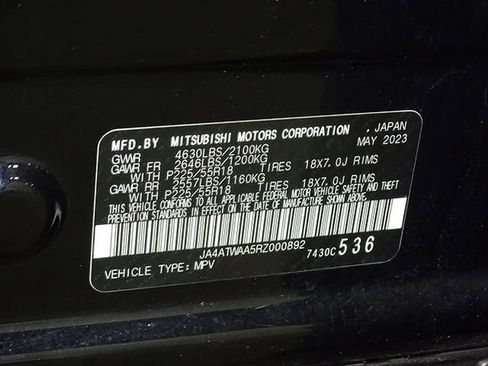 MFD.BY MITSUBISHI MOTORS CORPORATION , JAPAN
MAY 2023
GVWR 4630LBS/2100KG
GAWR FR 2646LBS/1200KG
WITH P225/55R18 TIRES 18X7.0J RIMS
GAWR RR 2557LBS/1160KG
WITH P225/55R18 TIRES 18X7.0J RIMS
THIS VEHICLE CONFORMS TO ALL APPLICABLE FEDERAL MOTOR VEHICLE SAFETY AND THEFT
PREVENTION STANDARDS IN EFFECT ON THE DATE OF MANUFACTURE SHOWN ABOVE.
JA4ATWAA5RZ000892
7430C536
VEHICLE TYPE: MPV